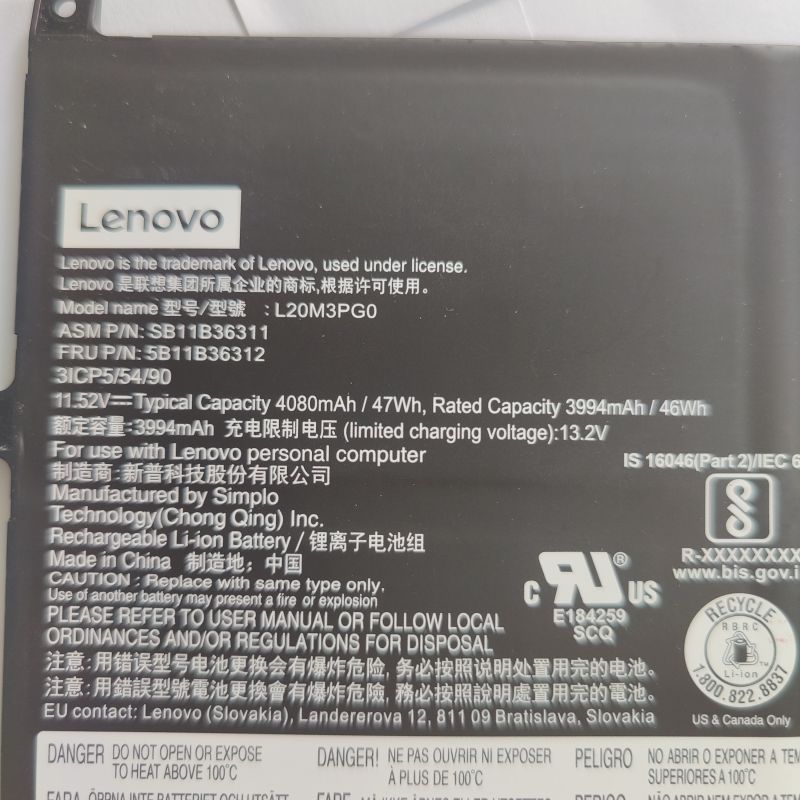 Lenovo
Lenovo is the trademark of Lenovo, used under license.
Lenovo 是联想集团所属企业的商标,根据许可使用。
Model name 型号/型號 : L20M3PG0
ASM P/N: SB11B36311
FRU P/N: 5B11B36312
3ICP5/54/90
11.52V⎓Typical Capacity 4080mAh / 47Wh, Rated Capacity 3994mAh / 46Wh
额定容量:3994mAh 充电限制电压 (limited charging voltage):13.2V
For use with Lenovo personal computer
制造商:新普科技股份有限公司
Manufactured by Simplo
Technology(Chong Qing) Inc.
Rechargeable Li-ion Battery / 锂离子电池组
Made in China 制造地: 中国
CAUTION : Replace with same type only.
Use of another battery may present a fire or explosion
PLEASE REFER TO USER MANUAL OR FOLLOW LOCAL
ORDINANCES AND/OR REGULATIONS FOR DISPOSAL
注意:用错误型号电池更换会有爆炸危险, 务必按照说明处置用完的电池。
注意:用錯誤型號電池更換會有爆炸危險, 務必按照說明處置用完的電池。
EU contact: Lenovo (Slovakia), Landererova 12, 811 09 Bratislava, Slovakia
IS 16046(Part 2)/IEC 6
R-XXXXXXXX
www.bis.gov.i
c RU ® US
E184259
SCQ
RECYCLE
RBRC
Li-ion
TM
1.800.822.8837
US & Canada Only
DANGER DO NOT OPEN OR EXPOSE
TO HEAT ABOVE 100°C
DANGER! NE PAS OUVRIR NI EXPOSER
À PLUS DE 100°C
PELIGRO NO ABRIR O EXPONER A TEM
SUPERIORES A 100°C